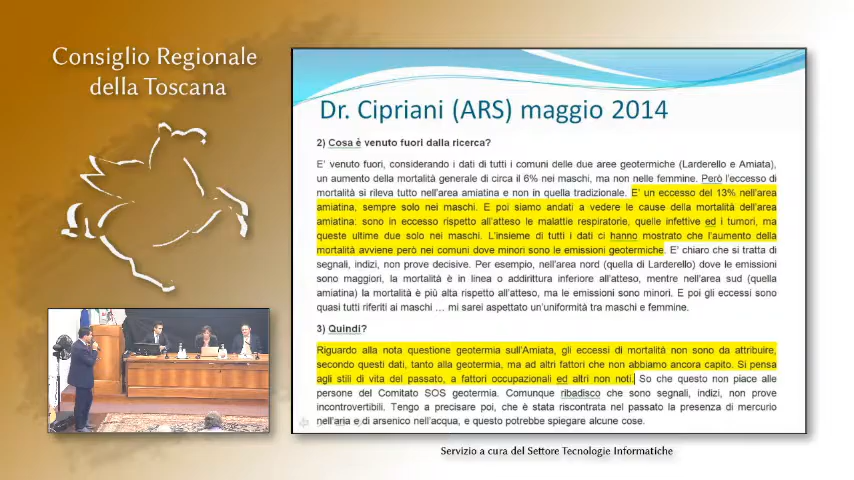 Consiglio Regionale
della Toscana
Dr. Cipriani (ARS) maggio 2014
2) Cosa è venuto fuori dalla ricerca?
E' venuto fuori, considerando i dati di tutti i comuni delle due aree geotermiche (Larderello e Amiata),
un aumento della mortalità generale di circa il 6% nei maschi, ma non nelle femmine. Però l'eccesso di
mortalità si rileva tutto nell'area amiatina e non in quella tradizionale. E' un eccesso del 13% nell'area
amiatina, sempre solo nei maschi. E poi siamo andati a vedere le cause della mortalità dell'area
amiatina: sono in eccesso rispetto all'atteso le malattie respiratorie, quelle infettive ed i tumori, ma
queste ultime due solo nei maschi. L'insieme di tutti i dati ci hanno mostrato che l'aumento della
mortalità avviene però nei comuni dove minori sono le emissioni geotermiche. E' chiaro che si tratta di
segnali, indizi, non prove decisive. Per esempio, nell'area nord (quella di Larderello) dove le emissioni
sono maggiori, la mortalità è in linea o addirittura inferiore all'atteso, mentre nell'area sud (quella
amiatina) la mortalità è più alta rispetto all'atteso, ma le emissioni sono minori. E poi gli eccessi sono
quasi tutti riferiti ai maschi … mi sarei aspettato un'uniformità tra maschi e femmine.
3) Quindi?
Riguardo alla nota questione geotermia sull'Amiata, gli eccessi di mortalità non sono da attribuire,
secondo questi dati, tanto alla geotermia, ma ad altri fattori che non abbiamo ancora capito. Si pensa
agli stili di vita del passato, a fattori occupazionali ed altri non noti. So che questo non piace alle
persone del Comitato SOS geotermia. Comunque ribadisco che sono segnali, indizi, non prove
incontrovertibili. Tengo a precisare poi, che è stata riscontrata nel passato la presenza di mercurio
nell'aria e di arsenico nell'acqua, e questo potrebbe spiegare alcune cose.
Servizio a cura del Settore Tecnologie Informatiche